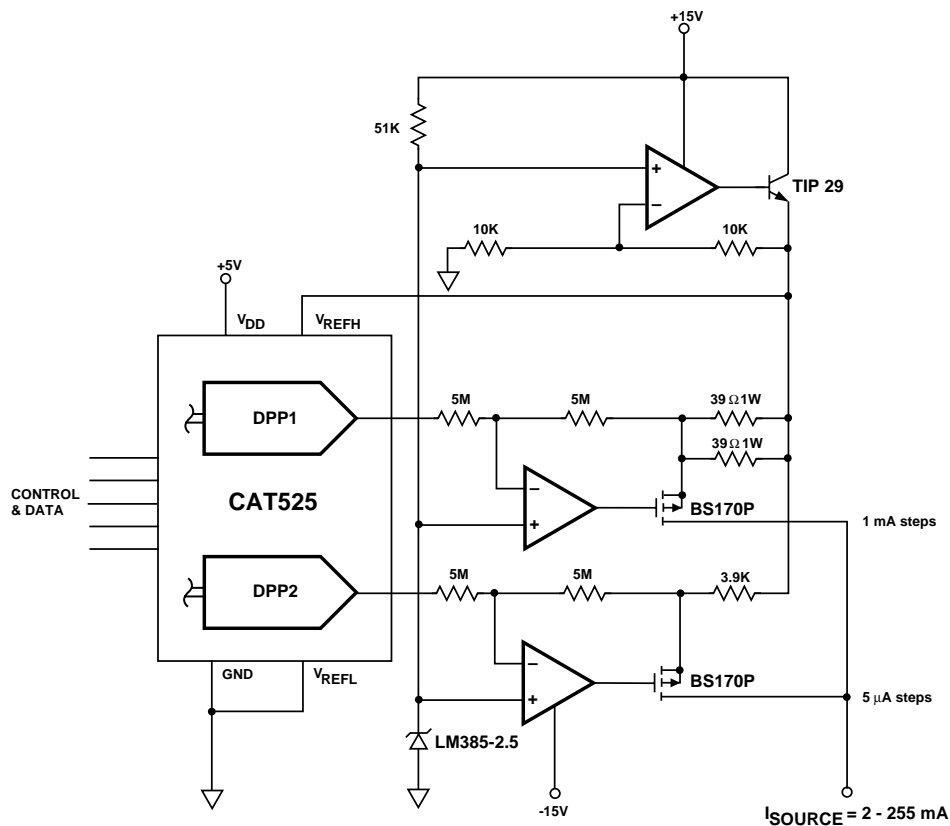 +15V
51K
+
−
TIP 29
10K
10K
+5V
VDD
VREFH
DPP1
5M
5M
39 Ω 1W
39 Ω 1W
−
+
BS170P
CONTROL
& DATA
CAT525
1 mA steps
DPP2
5M
5M
3.9K
GND
VREFL
−
+
BS170P
5 μA steps
LM385-2.5
-15V
ISOURCE = 2 - 255 mA